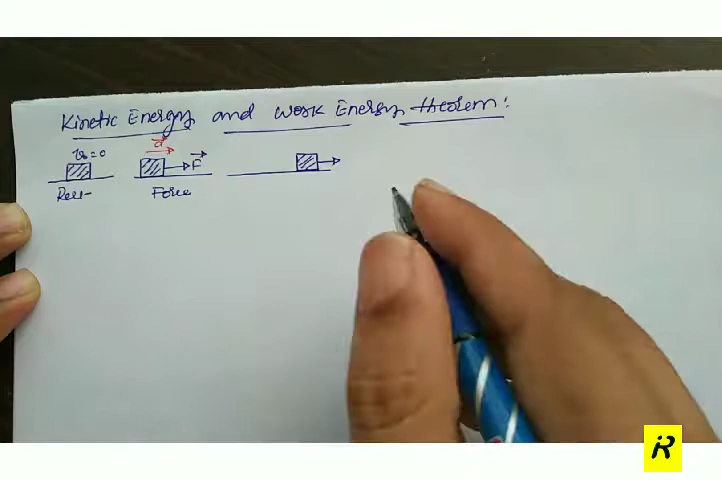 Kinetic Energy and Work Energy theorem:
a
v₀=0
F
Rest
Force
R